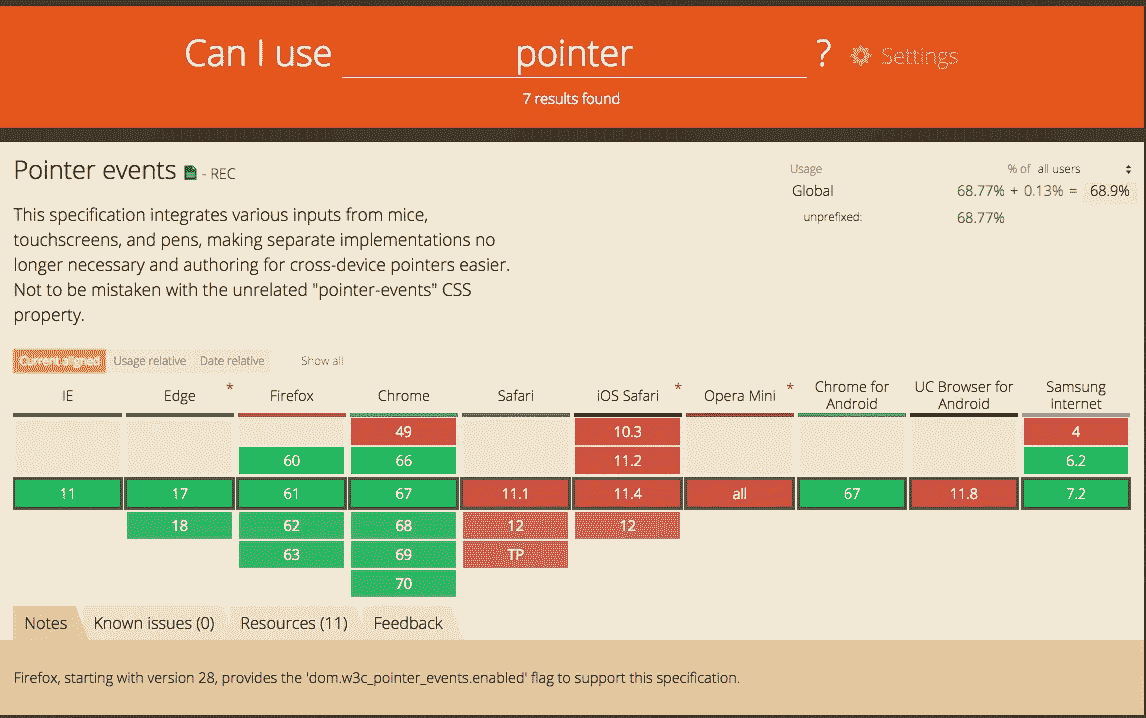 Can I use pointer ? Settings
7 results found
Pointer events - REC
Usage % of all users
Global 68.77% + 0.13% = 68.9%
unprefixed: 68.77%
This specification integrates various inputs from mice,
touchscreens, and pens, making separate implementations no
longer necessary and authoring for cross-device pointers easier.
Not to be mistaken with the unrelated "pointer-events" CSS
property.
Current aligned Usage relative Date relative Show all
IE Edge * Firefox Chrome Safari iOS Safari * Opera Mini * Chrome for Android UC Browser for Android Samsung Internet
49 10.3 4
60 66 11.2 6.2
11 17 61 67 11.1 11.4 all 67 11.8 7.2
18 62 68 12 12
63 69 TP
70
Notes Known issues (0) Resources (11) Feedback
Firefox, starting with version 28, provides the 'dom.w3c_pointer_events.enabled' flag to support this specification.